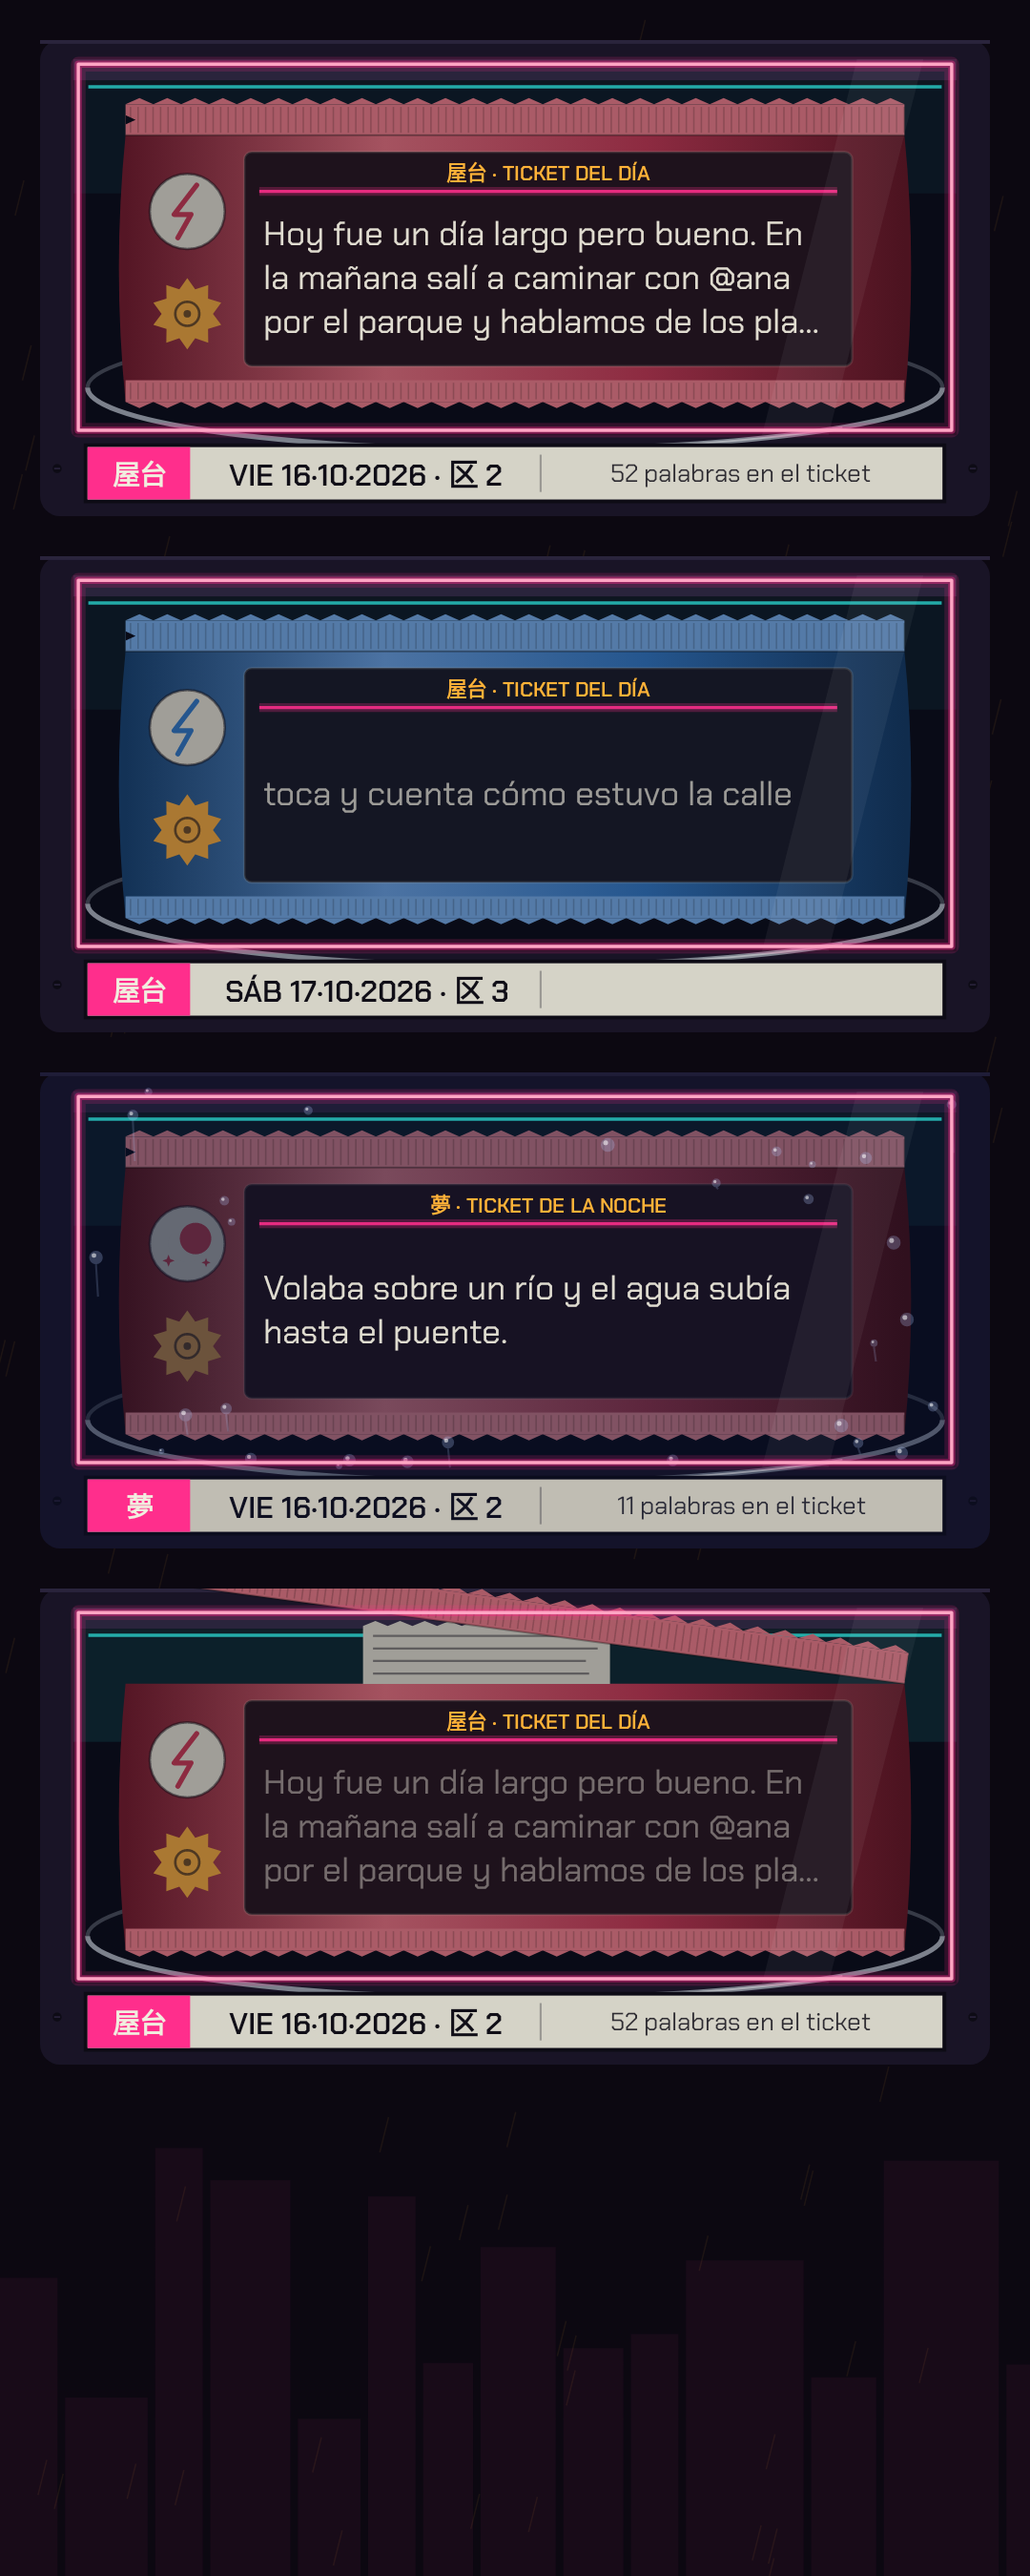 屋台 · TICKET DEL DÍA
Hoy fue un día largo pero bueno. En
la mañana salí a caminar con @ana
por el parque y hablamos de los pla...
屋台 VIE 16·10·2026 · 区 2 52 palabras en el ticket
屋台 · TICKET DEL DÍA
toca y cuenta cómo estuvo la calle
屋台 SÁB 17·10·2026 · 区 3
夢 · TICKET DE LA NOCHE
Volaba sobre un río y el agua subía
hasta el puente.
夢 VIE 16·10·2026 · 区 2 11 palabras en el ticket
屋台 · TICKET DEL DÍA
Hoy fue un día largo pero bueno. En
la mañana salí a caminar con @ana
por el parque y hablamos de los pla...
屋台 VIE 16·10·2026 · 区 2 52 palabras en el ticket